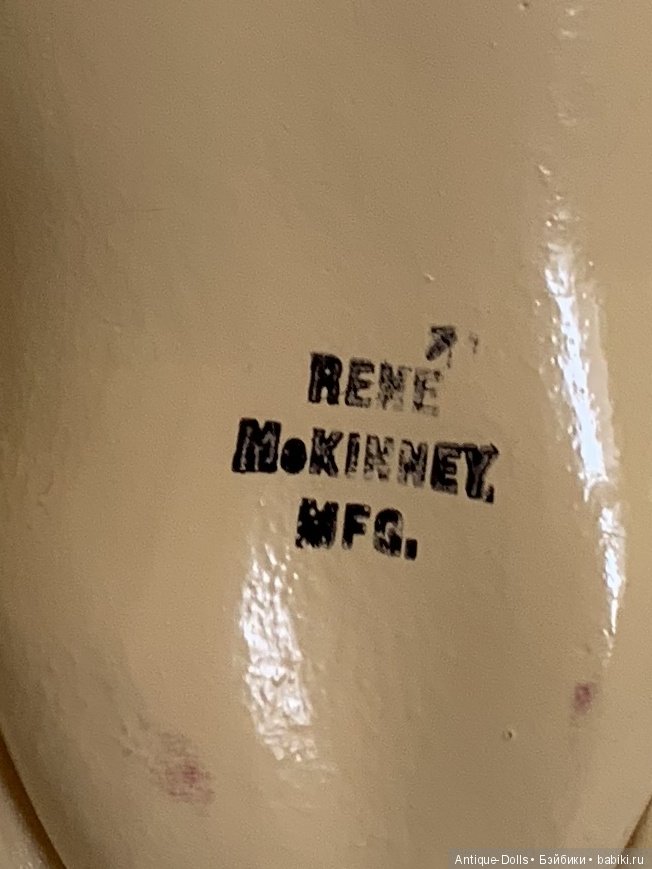 RENE
McKINNEY.
MFG.
Antique-Dolls • Бэйбики • babiki.ru